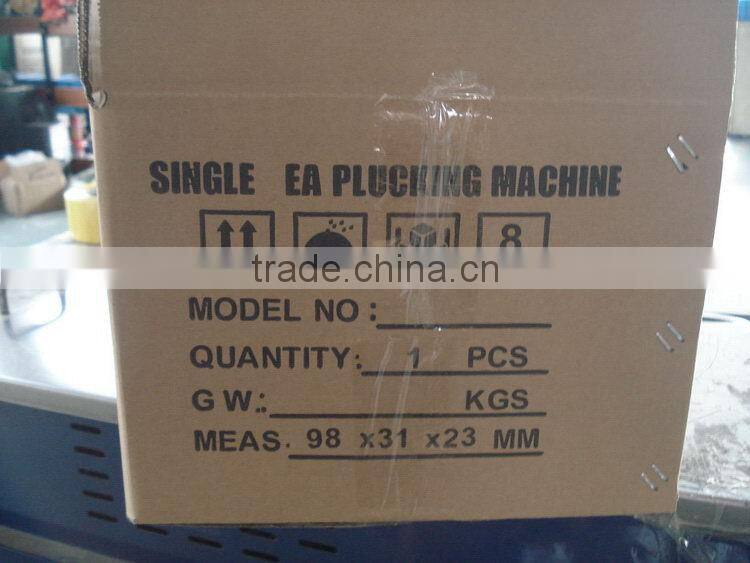 SINGLE EA PLUCKING MACHINE
8
trade.china.cn
MODEL NO:
QUANTITY: 1 PCS
G W.: KGS
MEAS. 98 x31 x23 MM